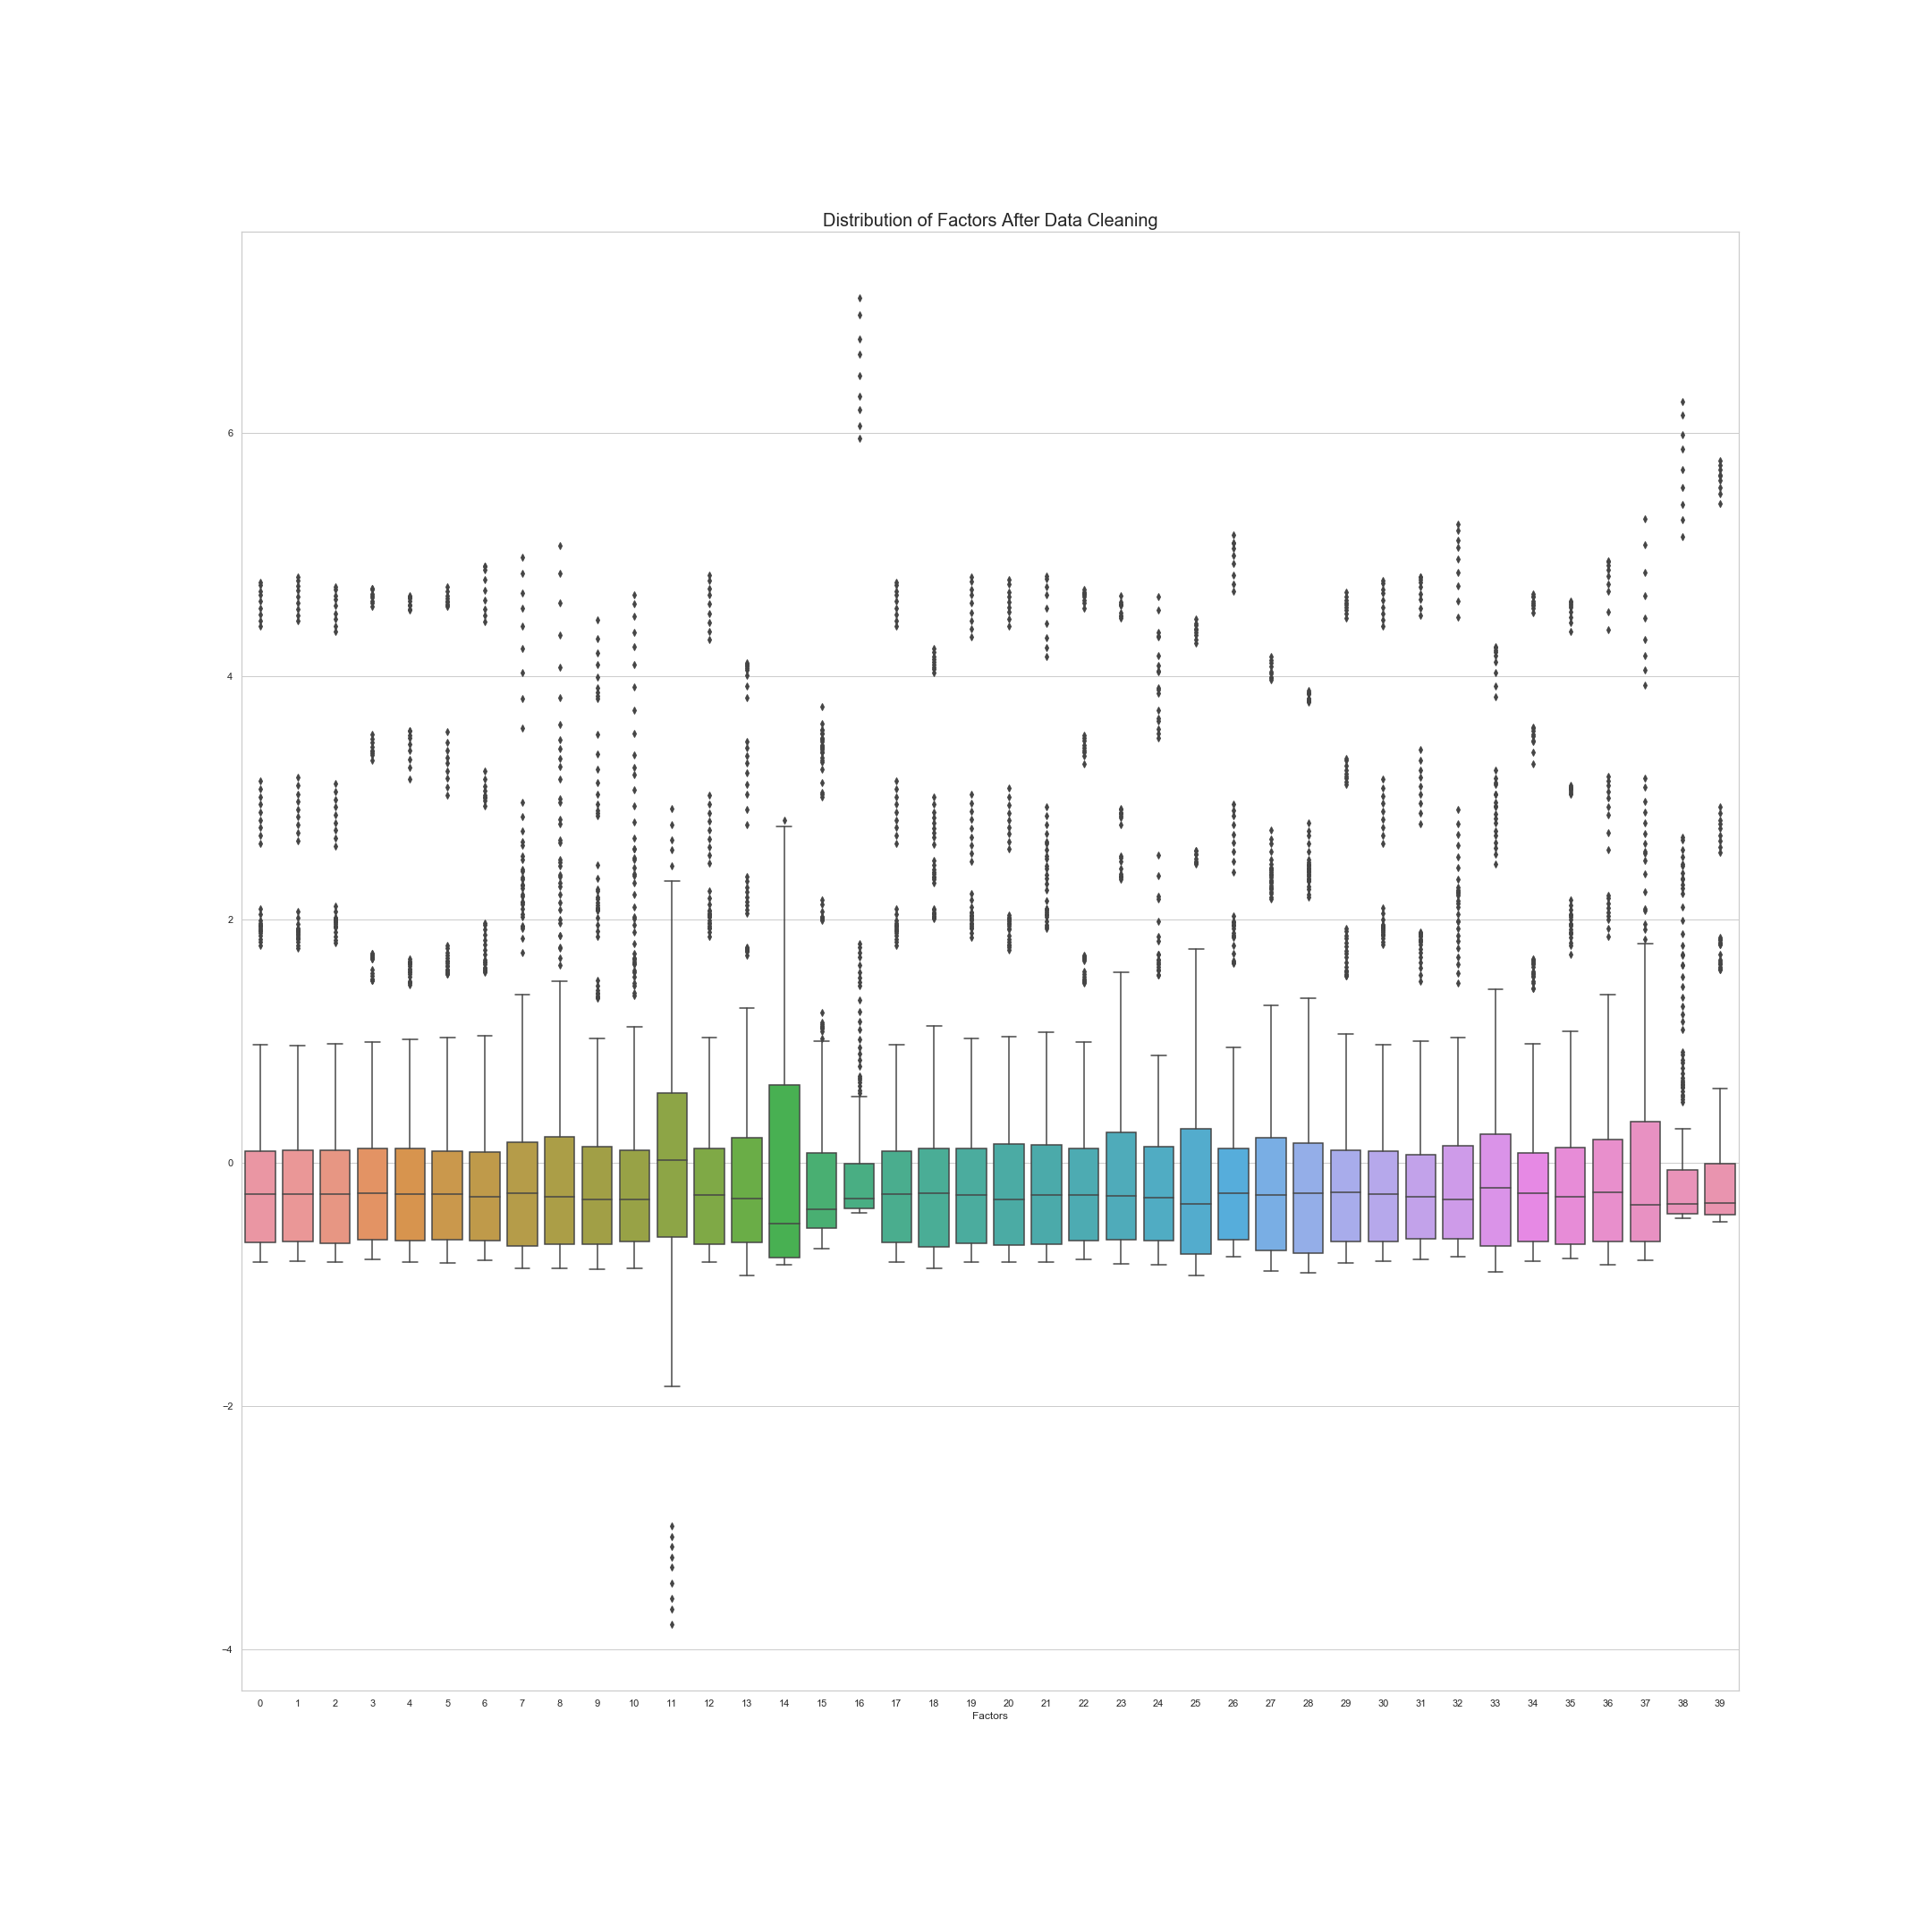 Distribution of Factors After Data Cleaning
6
4
2
0
−2
−4
0 1 2 3 4 5 6 7 8 9 10 11 12 13 14 15 16 17 18 19 20 21 22 23 24 25 26 27 28 29 30 31 32 33 34 35 36 37 38 39
Factors